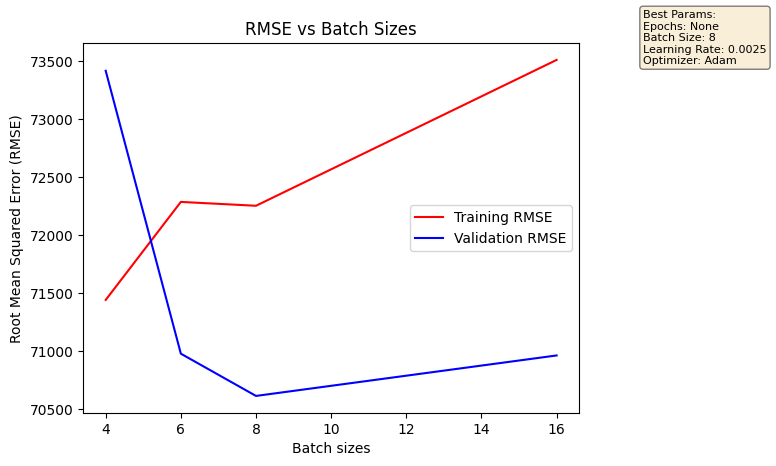 RMSE vs Batch Sizes
Best Params:
Epochs: None
Batch Size: 8
Learning Rate: 0.0025
Optimizer: Adam
Root Mean Squared Error (RMSE)
73500
73000
72500
72000
71500
71000
70500
Training RMSE
Validation RMSE
4 6 8 10 12 14 16
Batch sizes